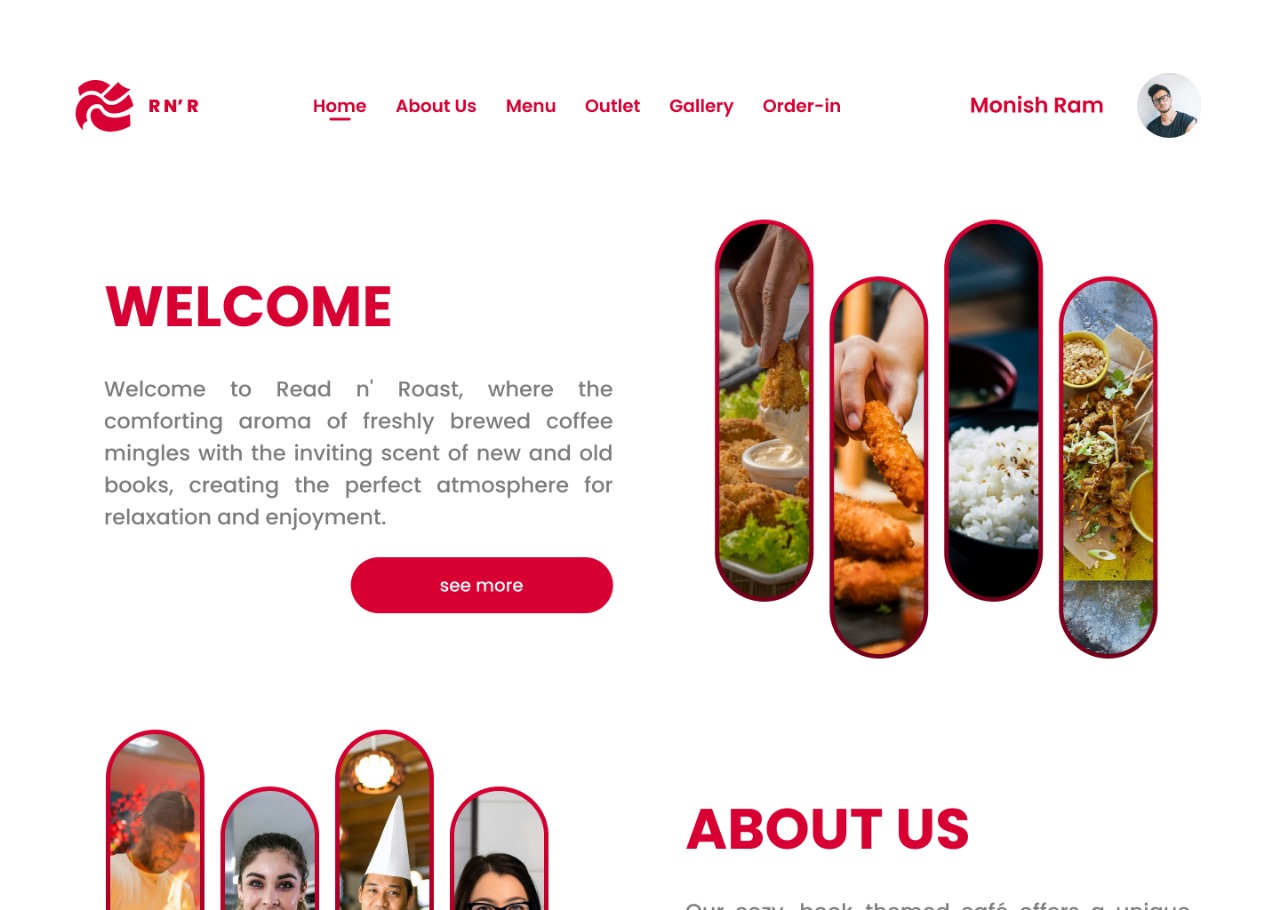 RN'R
Home About Us Menu Outlet Gallery Order-in
Monish Ram
WELCOME
Welcome to Read n' Roast, where the
comforting aroma of freshly brewed coffee
mingles with the inviting scent of new and old
books, creating the perfect atmosphere for
relaxation and enjoyment.
see more
ABOUT US
Our cozy, book-themed café offers a unique